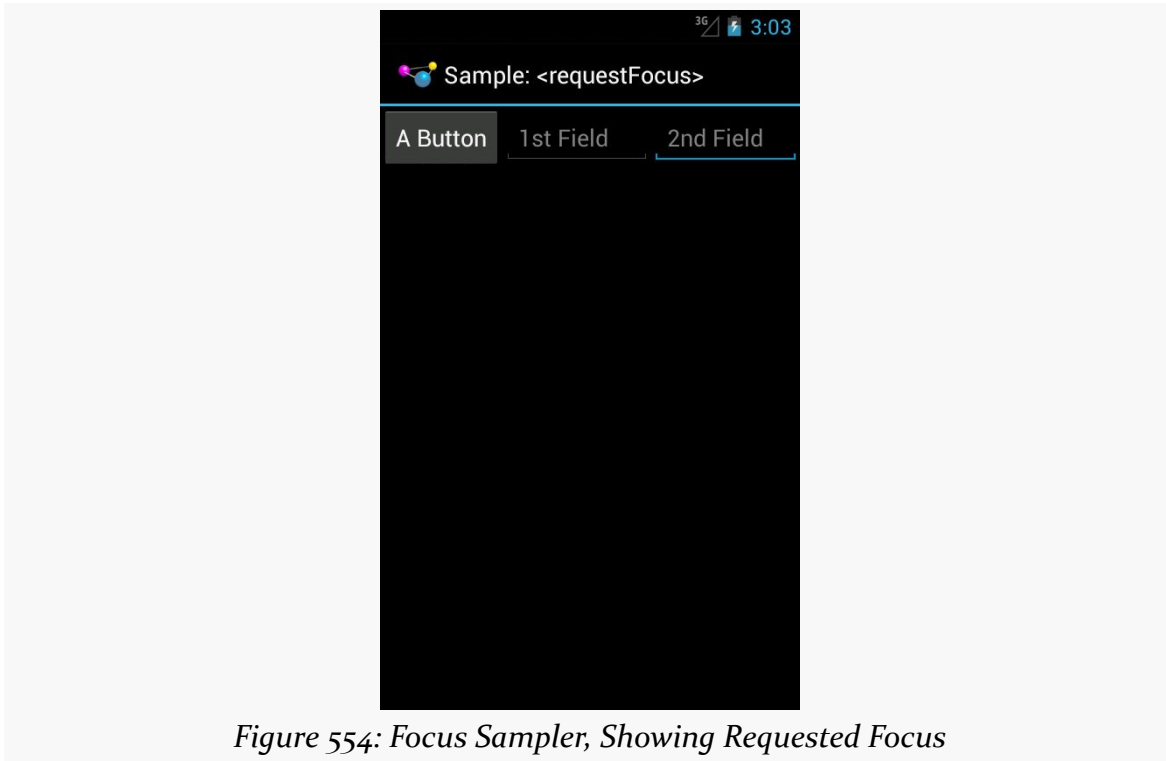 3G 3:03
Sample: <requestFocus>
A Button 1st Field 2nd Field
Figure 554: Focus Sampler, Showing Requested Focus